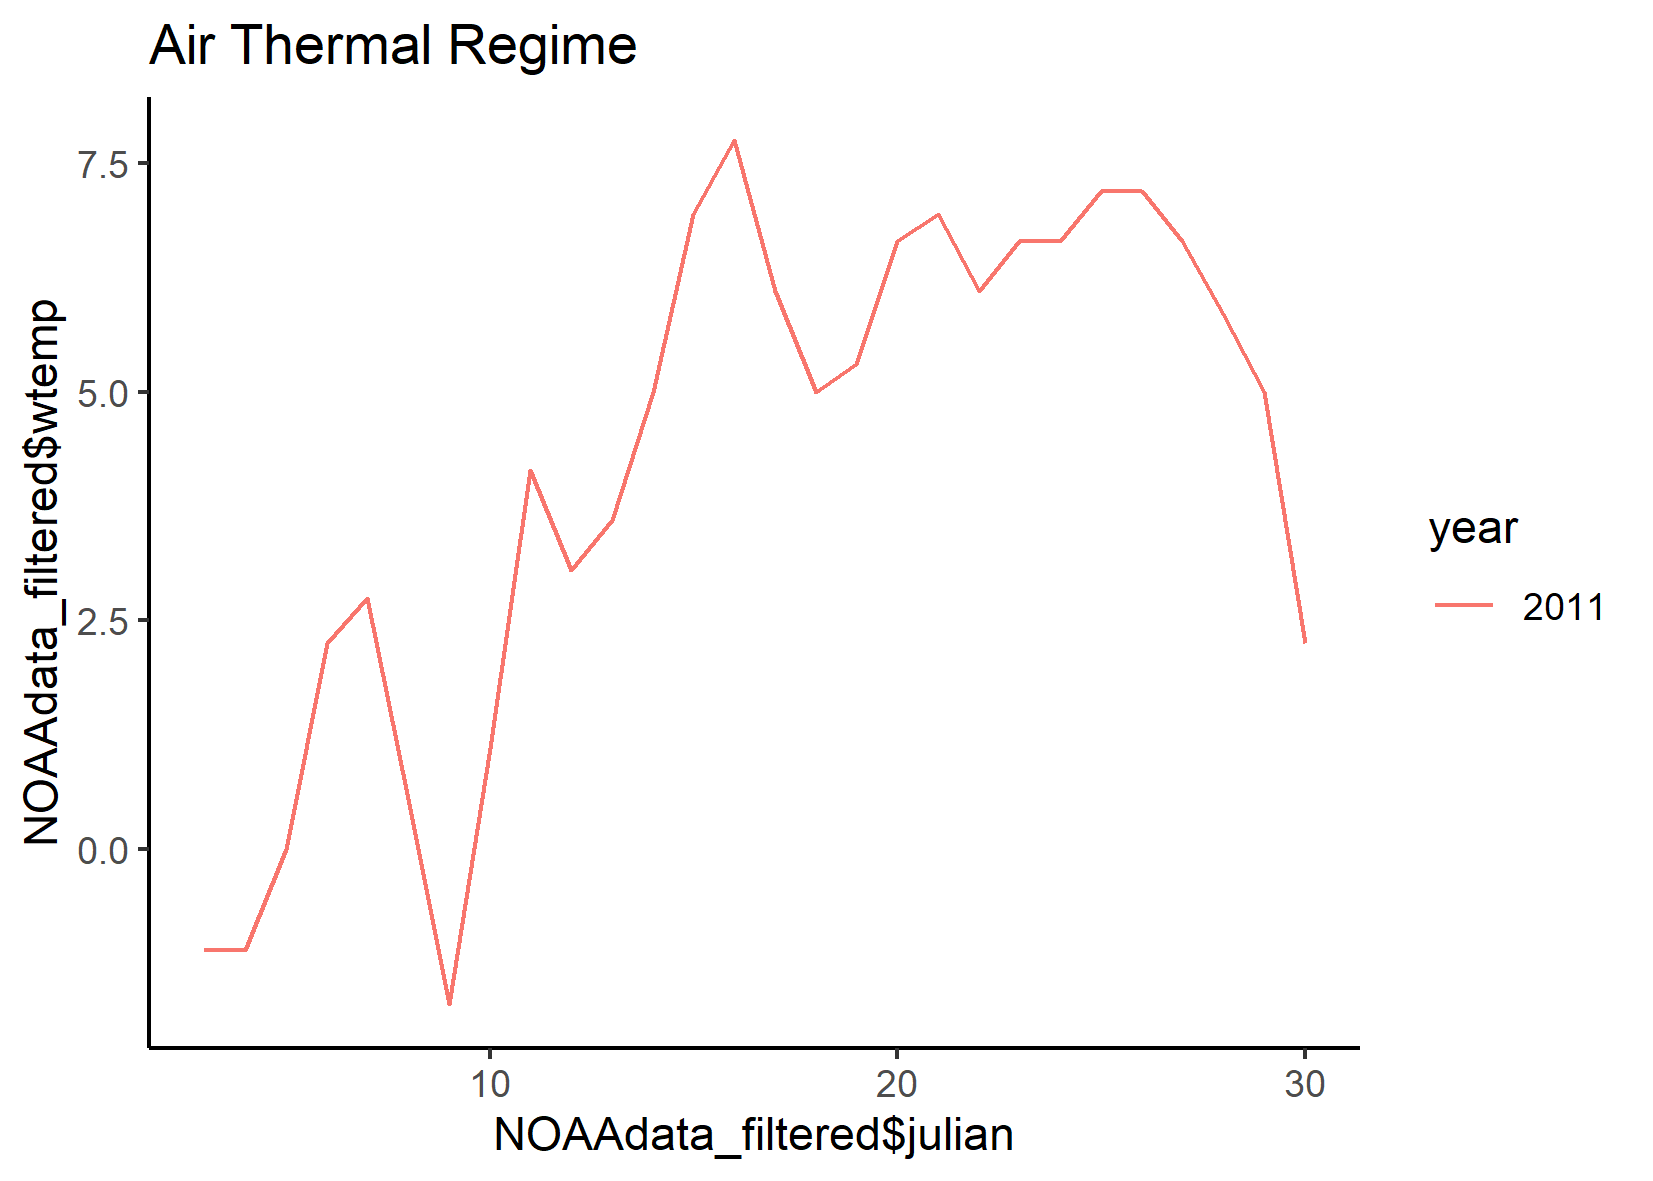 Air Thermal Regime
NOAAdata_filtered$wtemp
7.5
5.0
2.5
0.0
10
20
30
NOAAdata_filtered$julian
year
2011